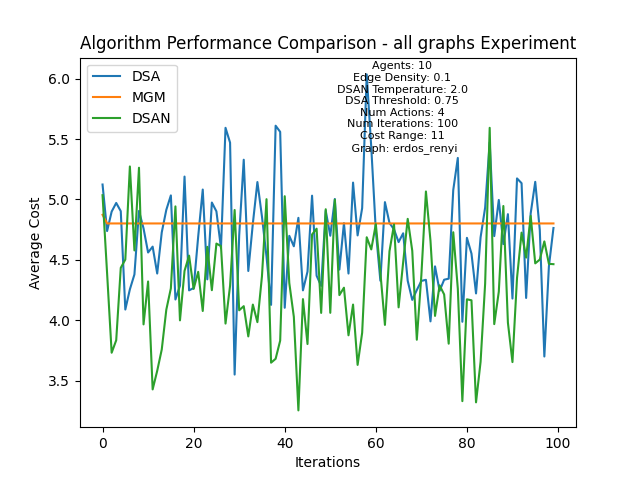 Algorithm Performance Comparison - all graphs Experiment
DSA
MGM
DSAN
Agents: 10
Edge Density: 0.1
DSAN Temperature: 2.0
DSA Threshold: 0.75
Num Actions: 4
Num Iterations: 100
Cost Range: 11
Graph: erdos_renyi
6.0
5.5
5.0
4.5
4.0
3.5
Average Cost
0 20 40 60 80 100
Iterations